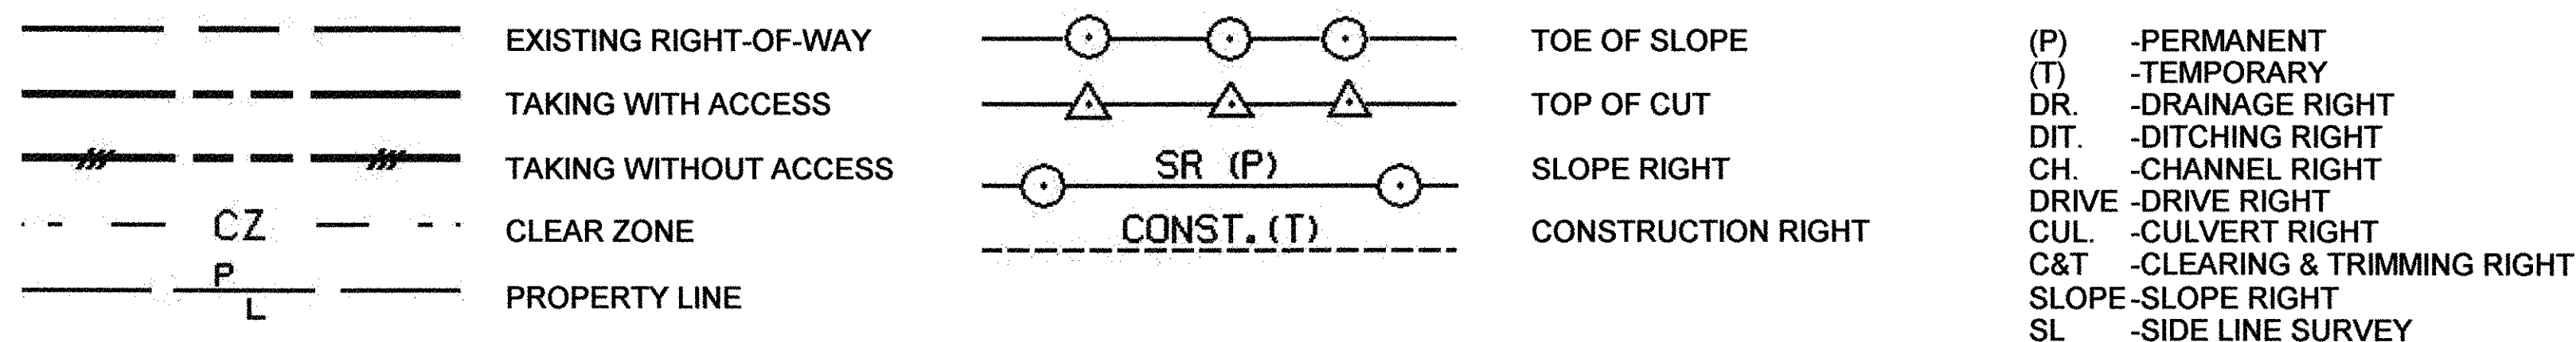 EXISTING RIGHT-OF-WAY
TAKING WITH ACCESS
TAKING WITHOUT ACCESS
CZ CLEAR ZONE
P
L PROPERTY LINE
TOE OF SLOPE
TOP OF CUT
SR (P) SLOPE RIGHT
CONST. (T) CONSTRUCTION RIGHT
(P) -PERMANENT
(T) -TEMPORARY
DR. -DRAINAGE RIGHT
DIT. -DITCHING RIGHT
CH. -CHANNEL RIGHT
DRIVE -DRIVE RIGHT
CUL. -CULVERT RIGHT
C&T -CLEARING & TRIMMING RIGHT
SLOPE -SLOPE RIGHT
SL -SIDE LINE SURVEY